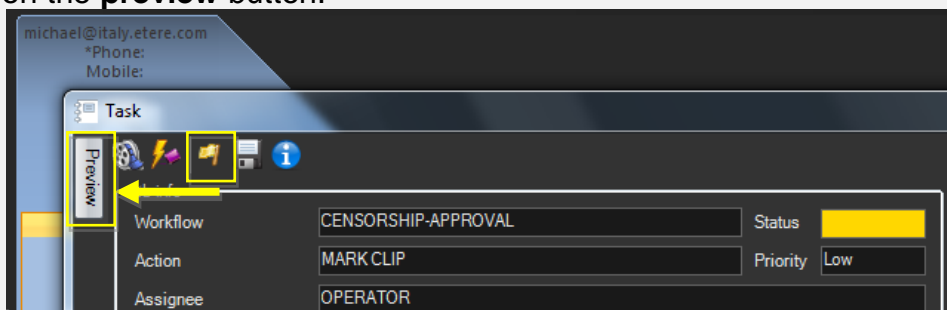 on the preview button.
michael@italy.etere.com
*Phone:
Mobile:
Task
Preview
Workflow CENSORSHIP-APPROVAL Status
Action MARK CLIP Priority Low
Assignee OPERATOR